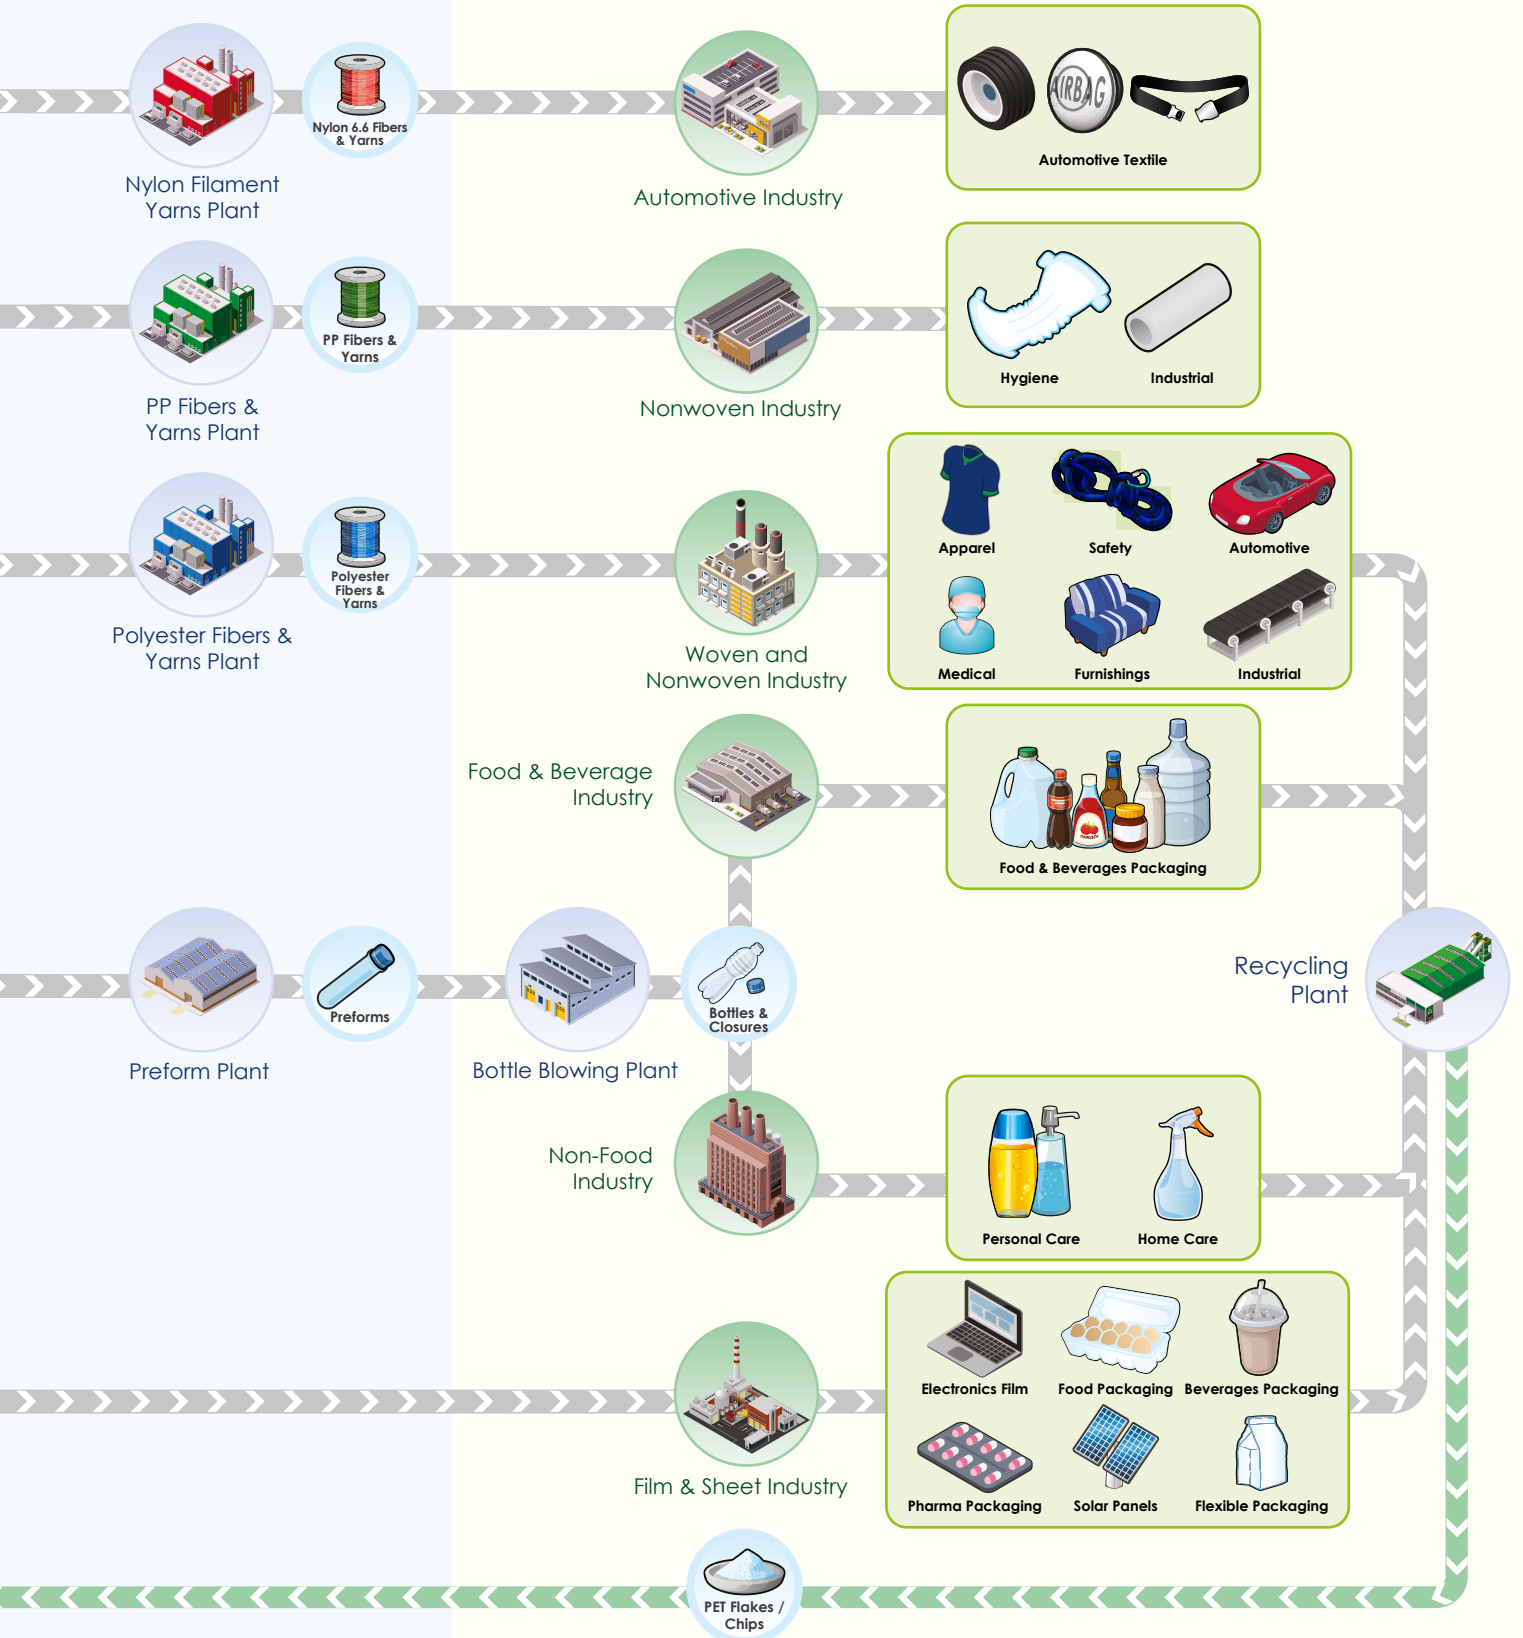 Nylon 6.6 Fibers
& Yarns
AIRBAG
Automotive Textile
Nylon Filament
Yarns Plant
Automotive Industry
PP Fibers &
Yarns
Hygiene
Industrial
PP Fibers &
Yarns Plant
Nonwoven Industry
Apparel
Safety
Automotive
Polyester
Fibers &
Yarns
10
Polyester Fibers &
Yarns Plant
Woven and
Nonwoven Industry
Medical
Furnishings
Industrial
Food & Beverage
Industry
Food & Beverages Packaging
Preforms
Bottles &
Closures
Recycling
Plant
Preform Plant
Bottle Blowing Plant
Non-Food
Industry
Personal Care
Home Care
Electronics Film
Food Packaging
Beverages Packaging
Film & Sheet Industry
Pharma Packaging
Solar Panels
Flexible Packaging
PET Flakes /
Chips